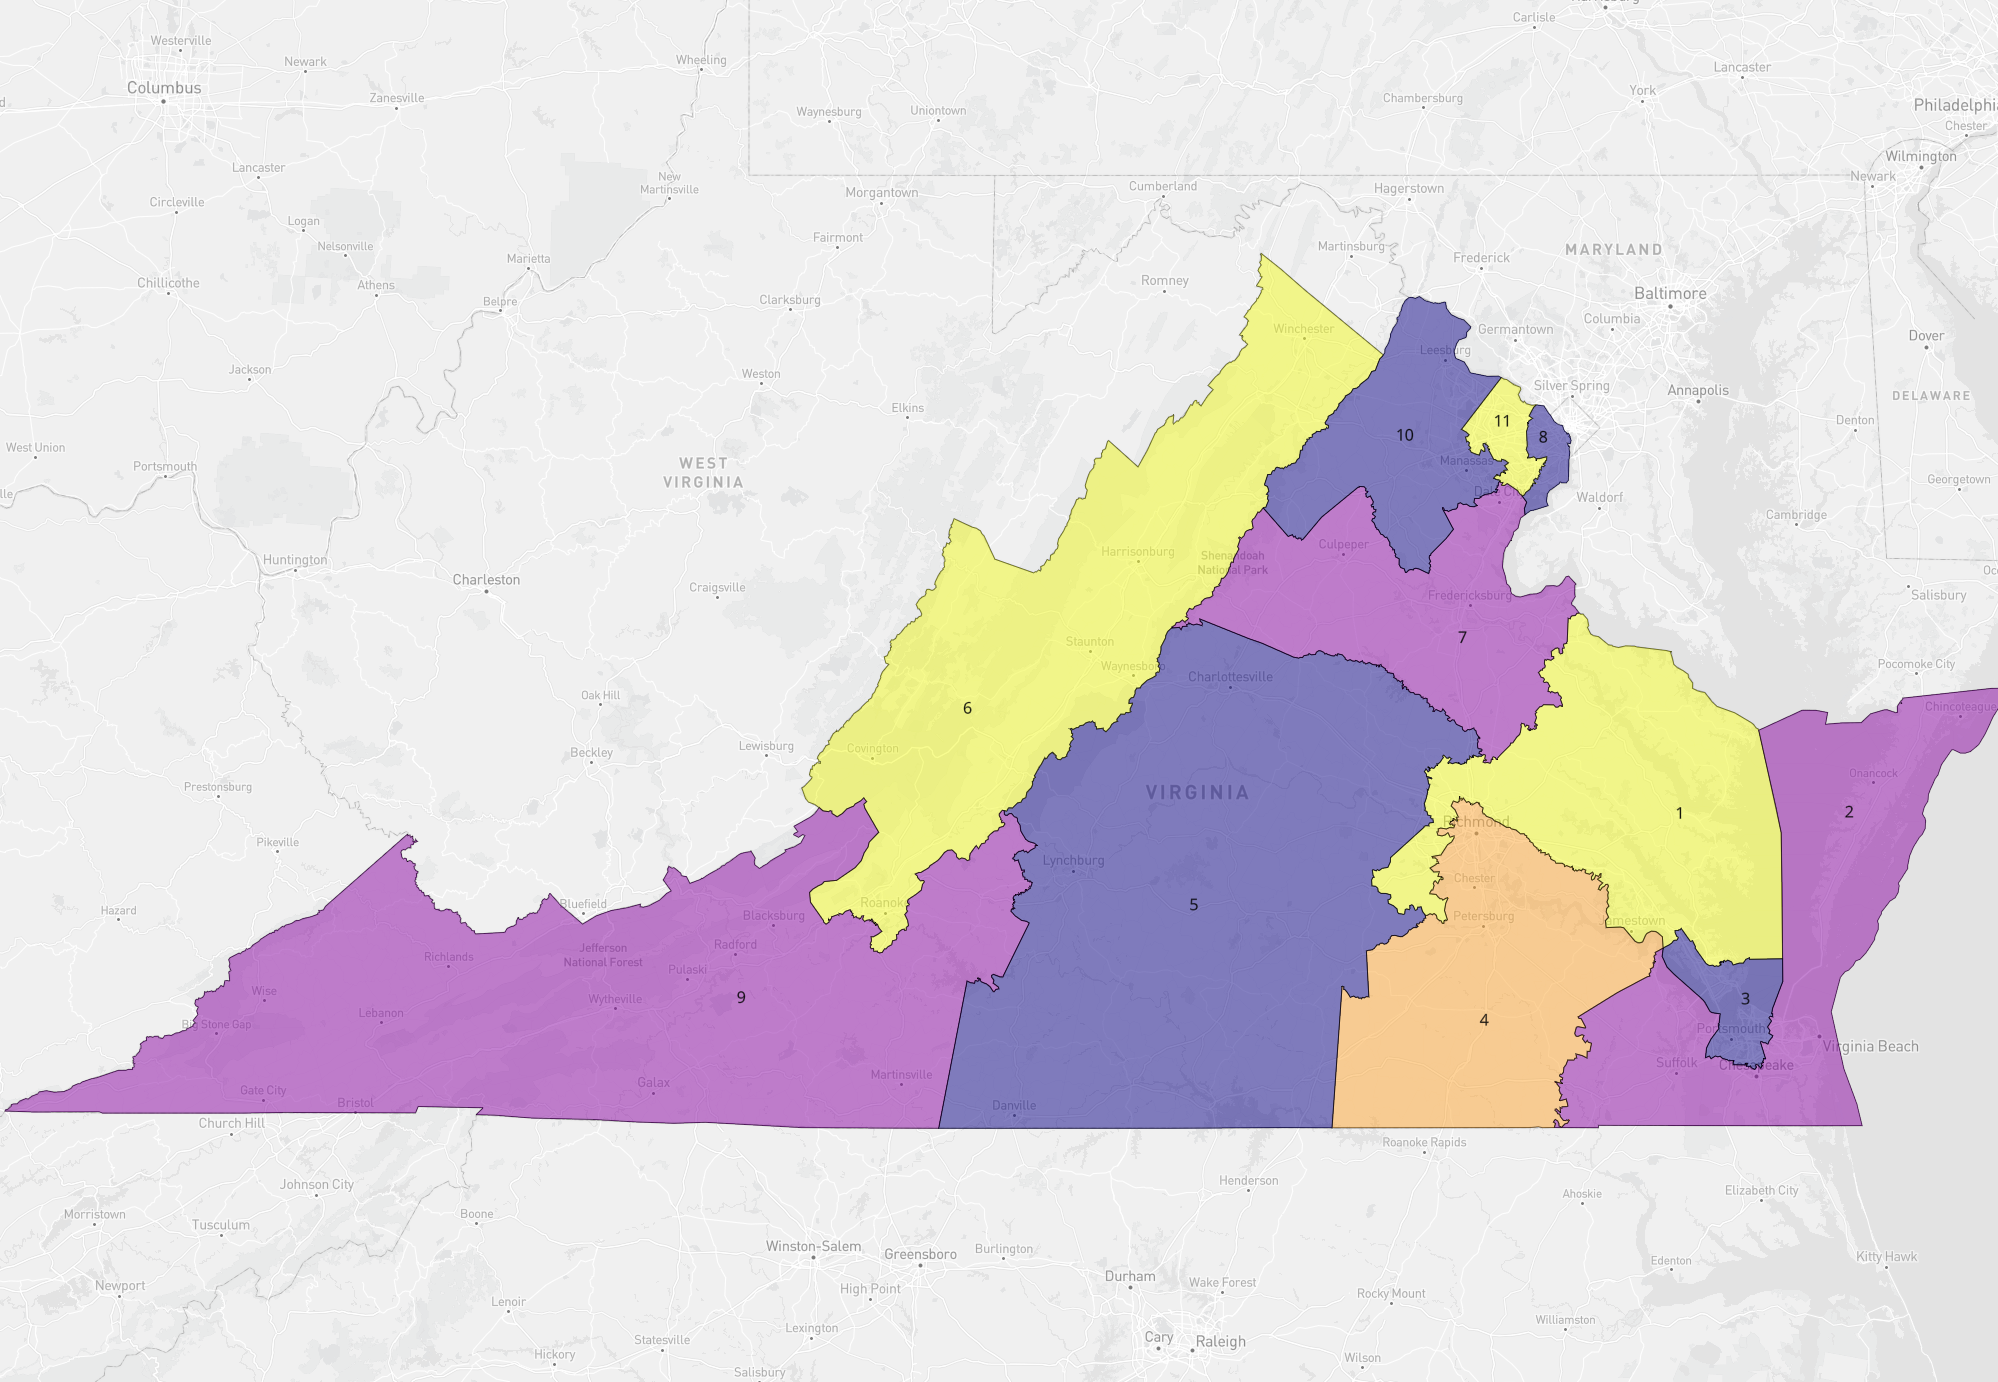 Westerville
Newark
Wheeling
Carlisle
Lancaster
Columbus
Zanesville
Waynesburg
Uniontown
Chambersburg
York
Philadelphia
Chester
Lancaster
New
Martinsville
Morgantown
Cumberland
Hagerstown
Wilmington
Newark
Circleville
Logan
Nelsonville
Fairmont
Martinsburg
Frederick
MARYLAND
Marietta
Chillicothe
Athens
Belpre
Clarksburg
Romney
Baltimore
Columbia
Winchester
Germantown
Dover
Leesburg
Jackson
Weston
Silver Spring
Annapolis
DELAWARE
Elkins
Denton
West Union
10
11
8
Portsmouth
WEST
VIRGINIA
Manassas
Georgetown
Dale Ci
Waldorf
Cambridge
Huntington
Charleston
Craigsville
Harrisonburg
Shenandoah
National Park
Culpeper
Fredericksburg
Salisbury
Staunton
7
Waynesboro
Charlottesville
Pocomoke City
Oak Hill
6
Chincoteague
Beckley
Lewisburg
Covington
Prestonsburg
VIRGINIA
Onancock
1
2
Richmond
Pikeville
Lynchburg
Chester
Hazard
Bluefield
Roanoke
5
Blacksburg
Petersburg
Jamestown
Jefferson
National Forest
Radford
Richlands
Pulaski
Wise
Wytheville
9
3
Lebanon
Big Stone Gap
4
Portsmouth
Virginia Beach
Suffolk
Chesapeake
Gate City
Galax
Martinsville
Bristol
Danville
Church Hill
Roanoke Rapids
Johnson City
Henderson
Ahoskie
Elizabeth City
Morristown
Tusculum
Boone
Winston-Salem
Greensboro
Burlington
Edenton
Kitty Hawk
Newport
High Point
Durham
Wake Forest
Rocky Mount
Lenoir
Williamston
Statesville
Lexington
Cary
Raleigh
Hickory
Salisbury
Wilson